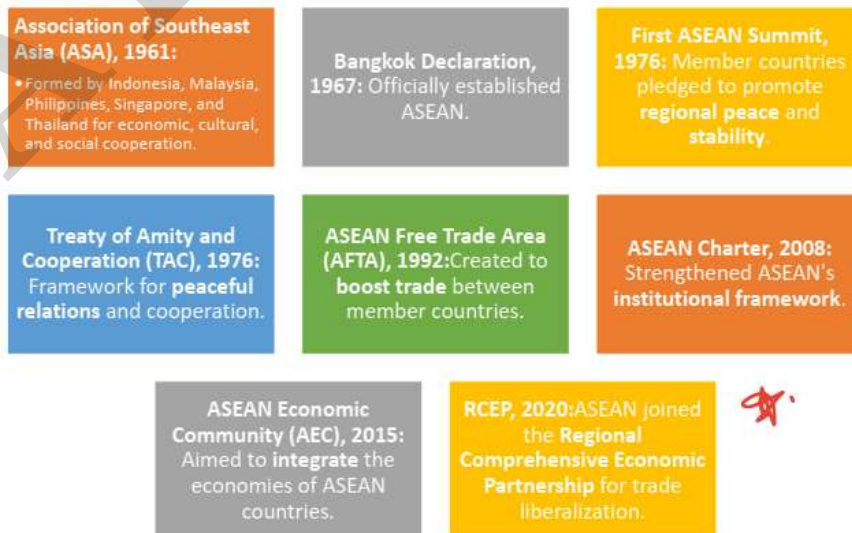 Association of Southeast
Asia (ASA), 1961:
•Formed by Indonesia, Malaysia,
Philippines, Singapore, and
Thailand for economic, cultural,
and social cooperation.
Bangkok Declaration,
1967: Officially established
ASEAN.
First ASEAN Summit,
1976: Member countries
pledged to promote
regional peace and
stability.
Treaty of Amity and
Cooperation (TAC), 1976:
Framework for peaceful
relations and cooperation.
ASEAN Free Trade Area
(AFTA), 1992:Created to
boost trade between
member countries.
ASEAN Charter, 2008:
Strengthened ASEAN's
institutional framework.
ASEAN Economic
Community (AEC), 2015:
Aimed to integrate the
economies of ASEAN
countries.
RCEP, 2020:ASEAN joined
the Regional
Comprehensive Economic
Partnership for trade
liberalization.